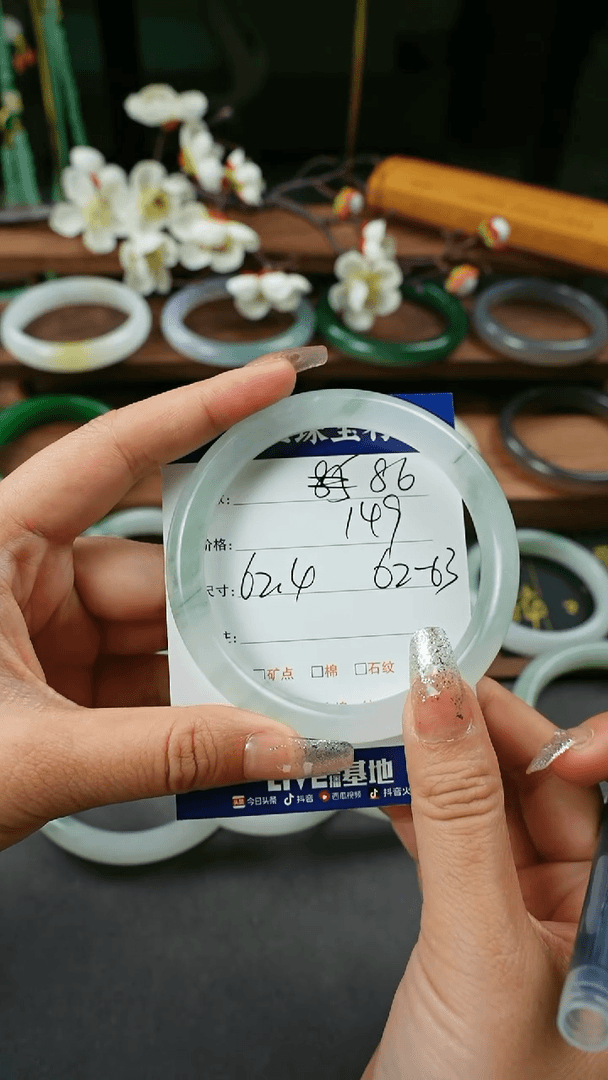 86
价格: 149
尺寸: 62.4 62-63
□矿点 □棉 □石纹
LIVE 基地
今日头条 抖音 西瓜视频 抖音火